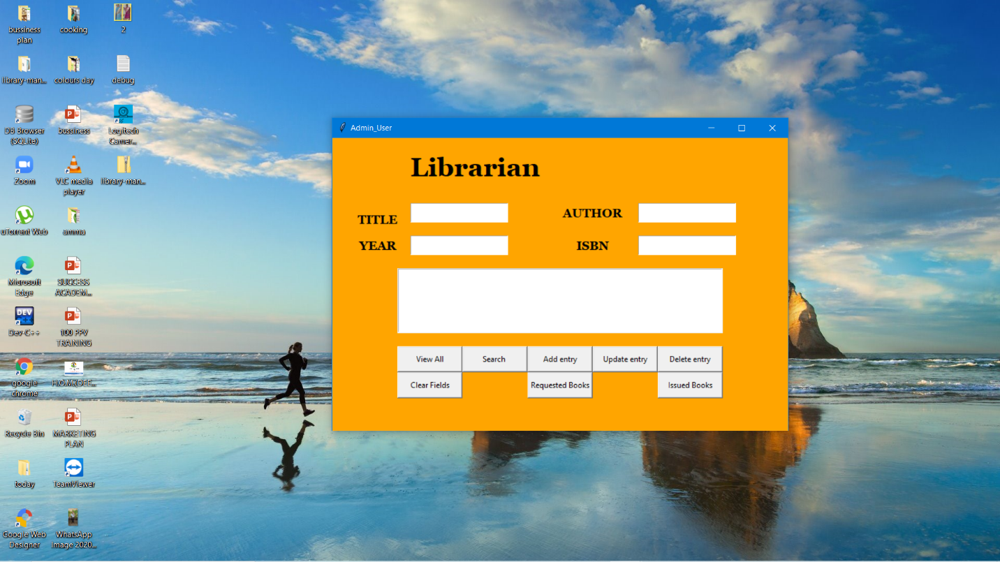 bussiness
plan
cooking
2
library-man...
colours day
debug
DB Browser
(SQLite)
bussiness
Logitech
Camer...
Zoom
VLC media
player
library-man...
uTorrent Web
amma
Microsoft
Edge
SUCCESS
ACADEM...
Dev-C++
100 PPV
TRAINING
google
chrome
Recycle Bin
MARKETING
PLAN
today
TeamViewer
Google Web
Designer
WhatsApp
Image 2020...
Admin_User
Librarian
TITLE
AUTHOR
YEAR
ISBN
View All
Search
Add entry
Update entry
Delete entry
Clear Fields
Requested Books
Issued Books